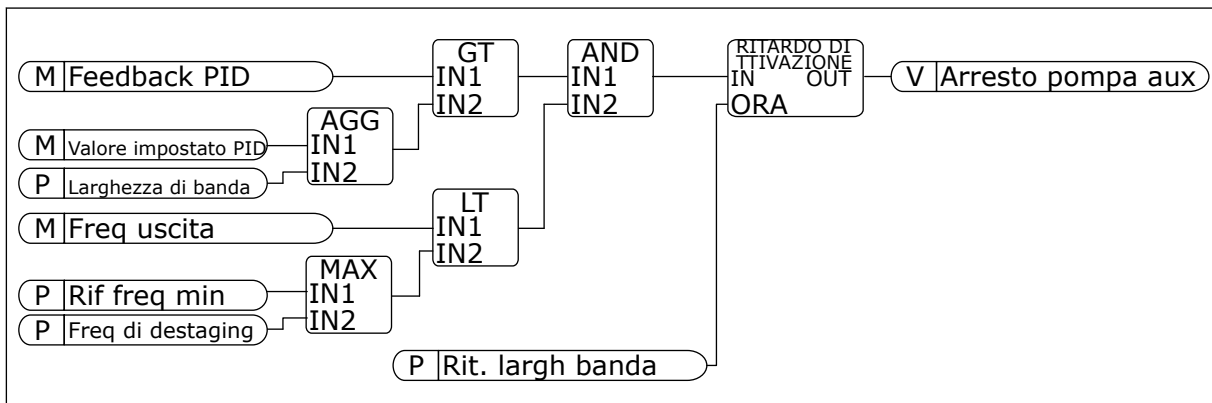 M Feedback PID
M Valore impostato PID
P Larghezza di banda
M Freq uscita
P Rif freq min
P Freq di destaging
AGG
IN1
IN2
MAX
IN1
IN2
GT
IN1
IN2
LT
IN1
IN2
AND
IN1
IN2
P Rit. largh banda
RITARDO DI
TTIVAZIONE
IN OUT
ORA
V Arresto pompa aux